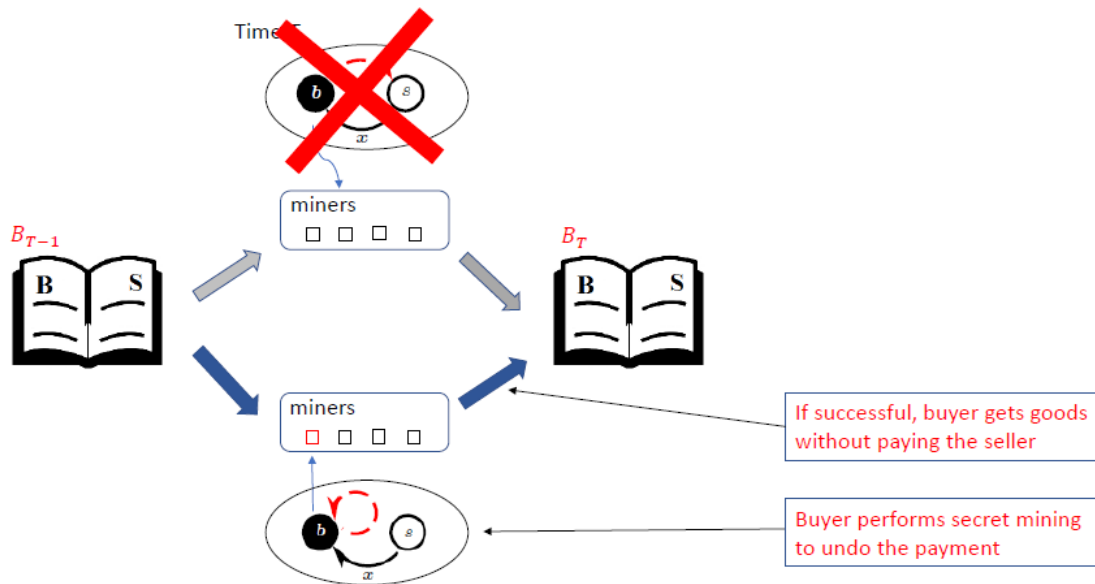 Time T
b
s
x
miners
B_{T-1}
B S
B_T
B S
miners
If successful, buyer gets goods
without paying the seller
b
s
x
Buyer performs secret mining
to undo the payment